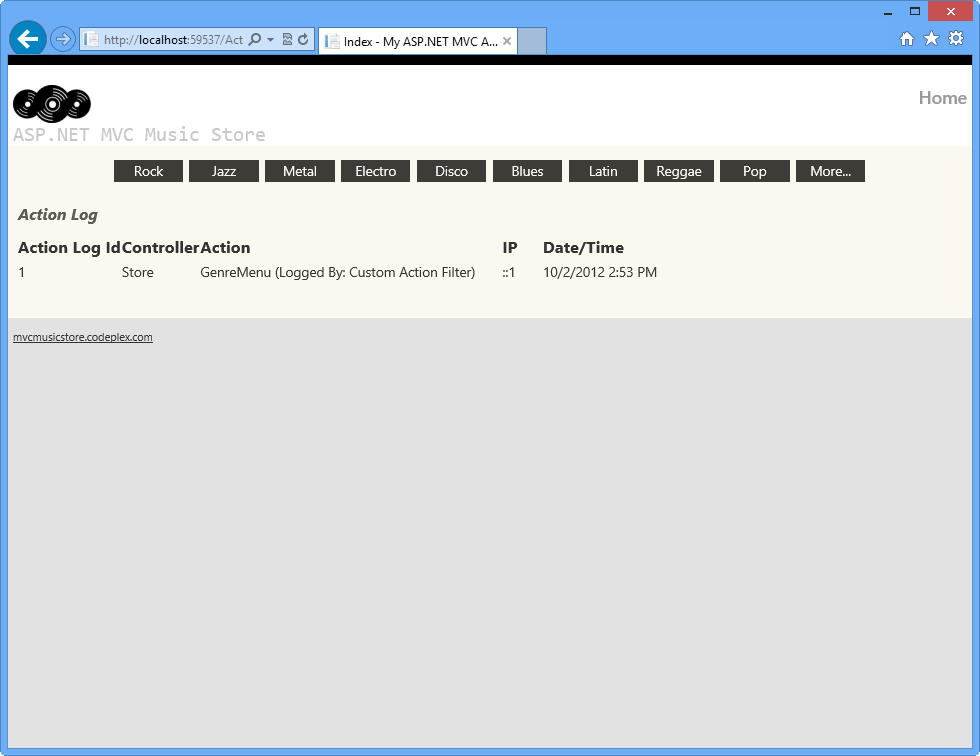 http://localhost:59537/Act
Index - My ASP.NET MVC A...
Home
ASP.NET MVC Music Store
Rock Jazz Metal Electro Disco Blues Latin Reggae Pop More...
Action Log
Action Log Id Controller Action IP Date/Time
1 Store GenreMenu (Logged By: Custom Action Filter) ::1 10/2/2012 2:53 PM
mvcmusicstore.codeplex.com